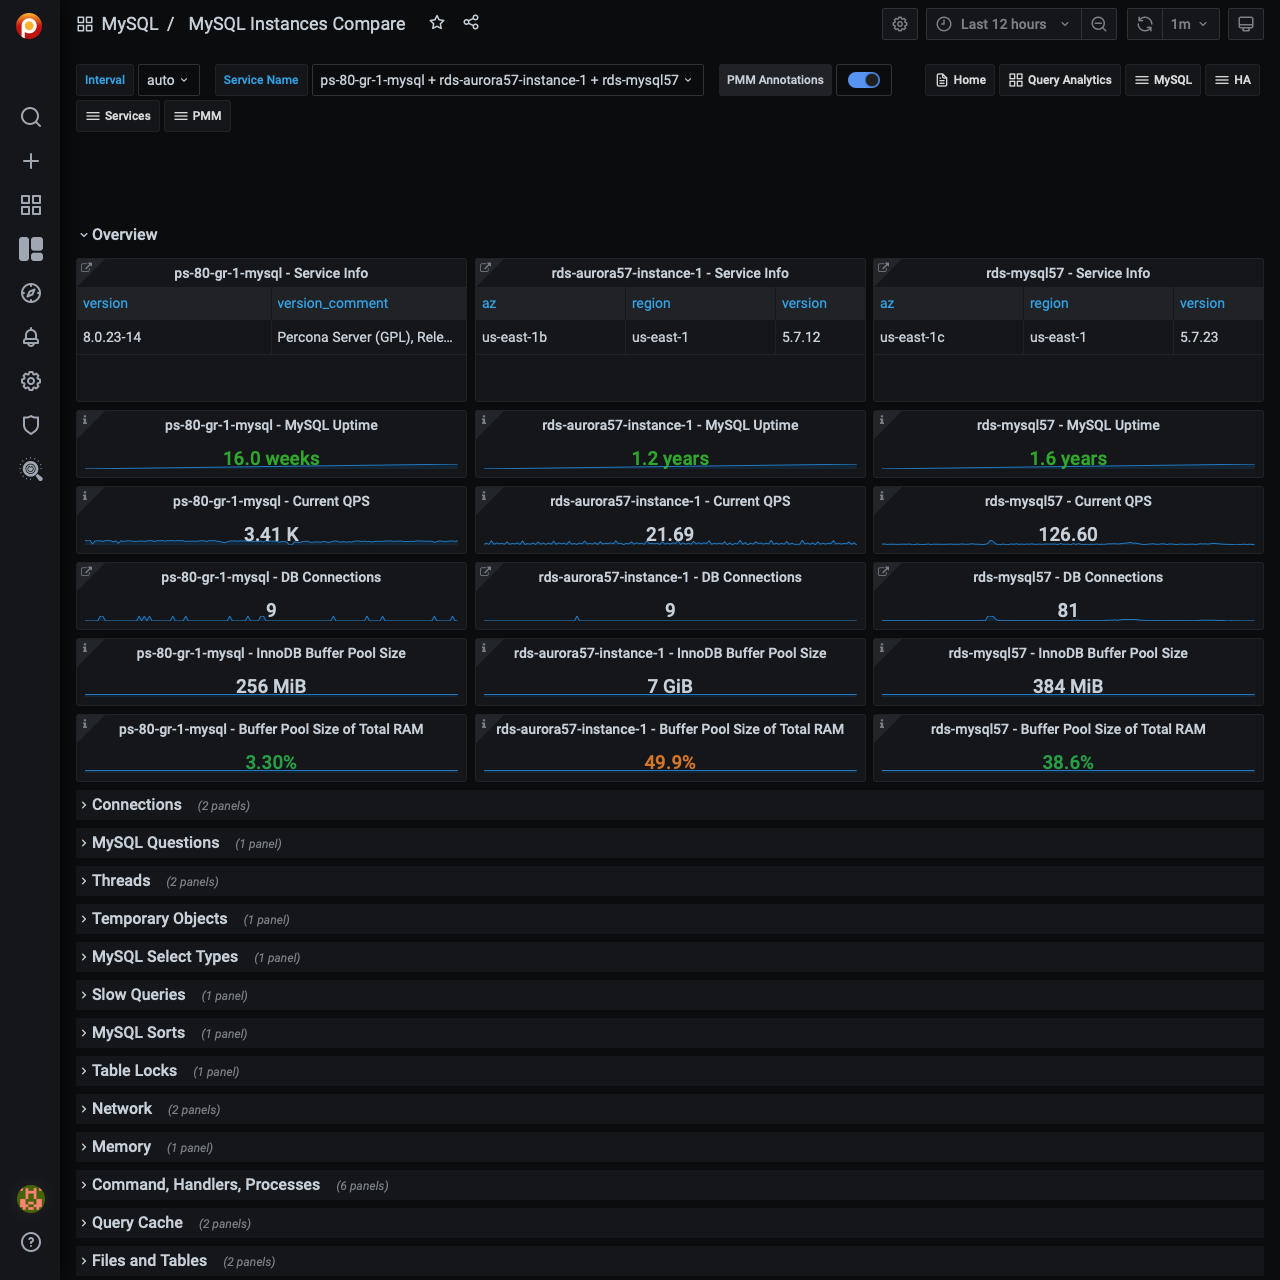 MySQL / MySQL Instances Compare
Last 12 hours
1m
Interval auto Service Name ps-80-gr-1-mysql + rds-aurora57-instance-1 + rds-mysql57 PMM Annotations Home Query Analytics MySQL HA
Services PMM
Overview
ps-80-gr-1-mysql - Service Info
version version_comment
8.0.23-14 Percona Server (GPL), Rele...
rds-aurora57-instance-1 - Service Info
az region version
us-east-1b us-east-1 5.7.12
rds-mysql57 - Service Info
az region version
us-east-1c us-east-1 5.7.23
ps-80-gr-1-mysql - MySQL Uptime
16.0 weeks
rds-aurora57-instance-1 - MySQL Uptime
1.2 years
rds-mysql57 - MySQL Uptime
1.6 years
ps-80-gr-1-mysql - Current QPS
3.41 K
rds-aurora57-instance-1 - Current QPS
21.69
rds-mysql57 - Current QPS
126.60
ps-80-gr-1-mysql - DB Connections
9
rds-aurora57-instance-1 - DB Connections
9
rds-mysql57 - DB Connections
81
ps-80-gr-1-mysql - InnoDB Buffer Pool Size
256 MiB
rds-aurora57-instance-1 - InnoDB Buffer Pool Size
7 GiB
rds-mysql57 - InnoDB Buffer Pool Size
384 MiB
ps-80-gr-1-mysql - Buffer Pool Size of Total RAM
3.30%
rds-aurora57-instance-1 - Buffer Pool Size of Total RAM
49.9%
rds-mysql57 - Buffer Pool Size of Total RAM
38.6%
Connections (2 panels)
MySQL Questions (1 panel)
Threads (2 panels)
Temporary Objects (1 panel)
MySQL Select Types (1 panel)
Slow Queries (1 panel)
MySQL Sorts (1 panel)
Table Locks (1 panel)
Network (2 panels)
Memory (1 panel)
Command, Handlers, Processes (6 panels)
Query Cache (2 panels)
Files and Tables (2 panels)